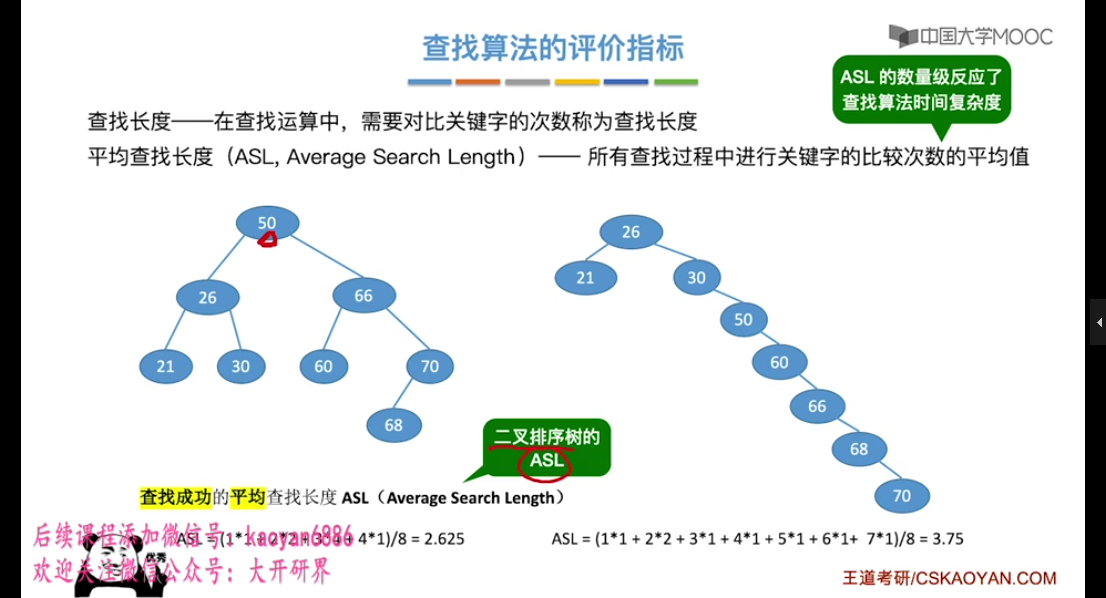 查找算法的评价指标
中国大学MOOC
ASL 的数量级反应了
查找算法时间复杂度
查找长度——在查找运算中，需要对比关键字的次数称为查找长度
平均查找长度（ASL, Average Search Length）—— 所有查找过程中进行关键字的比较次数的平均值
50
26
66
21
30
60
70
68
26
21
30
50
60
66
68
70
二叉排序树的
ASL
查找成功的平均查找长度 ASL（Average Search Length）
ASL = (1*1 + 2*2 + 3*4 + 4*1)/8 = 2.625
ASL = (1*1 + 2*2 + 3*1 + 4*1 + 5*1 + 6*1+ 7*1)/8 = 3.75
后续课程添加微信号：kaoyan6886
欢迎关注微信公众号：大开研界
优秀
王道考研/CSKAOYAN.COM